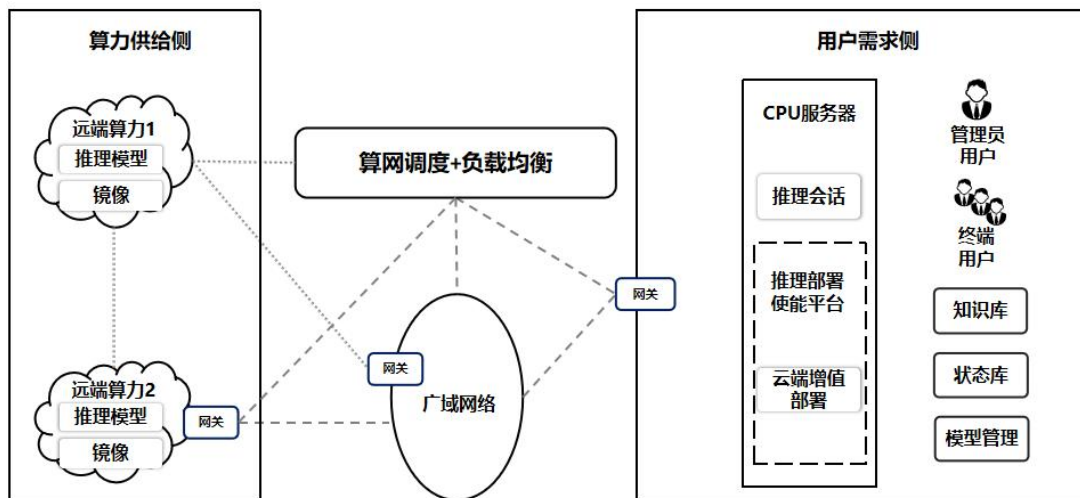 算力供给侧
远端算力1
推理模型
镜像
远端算力2
推理模型
镜像
网关
算网调度+负载均衡
网关
广域网络
网关
用户需求侧
CPU服务器
推理会话
推理部署
使能平台
云端增值
部署
管理员
用户
终端
用户
知识库
状态库
模型管理